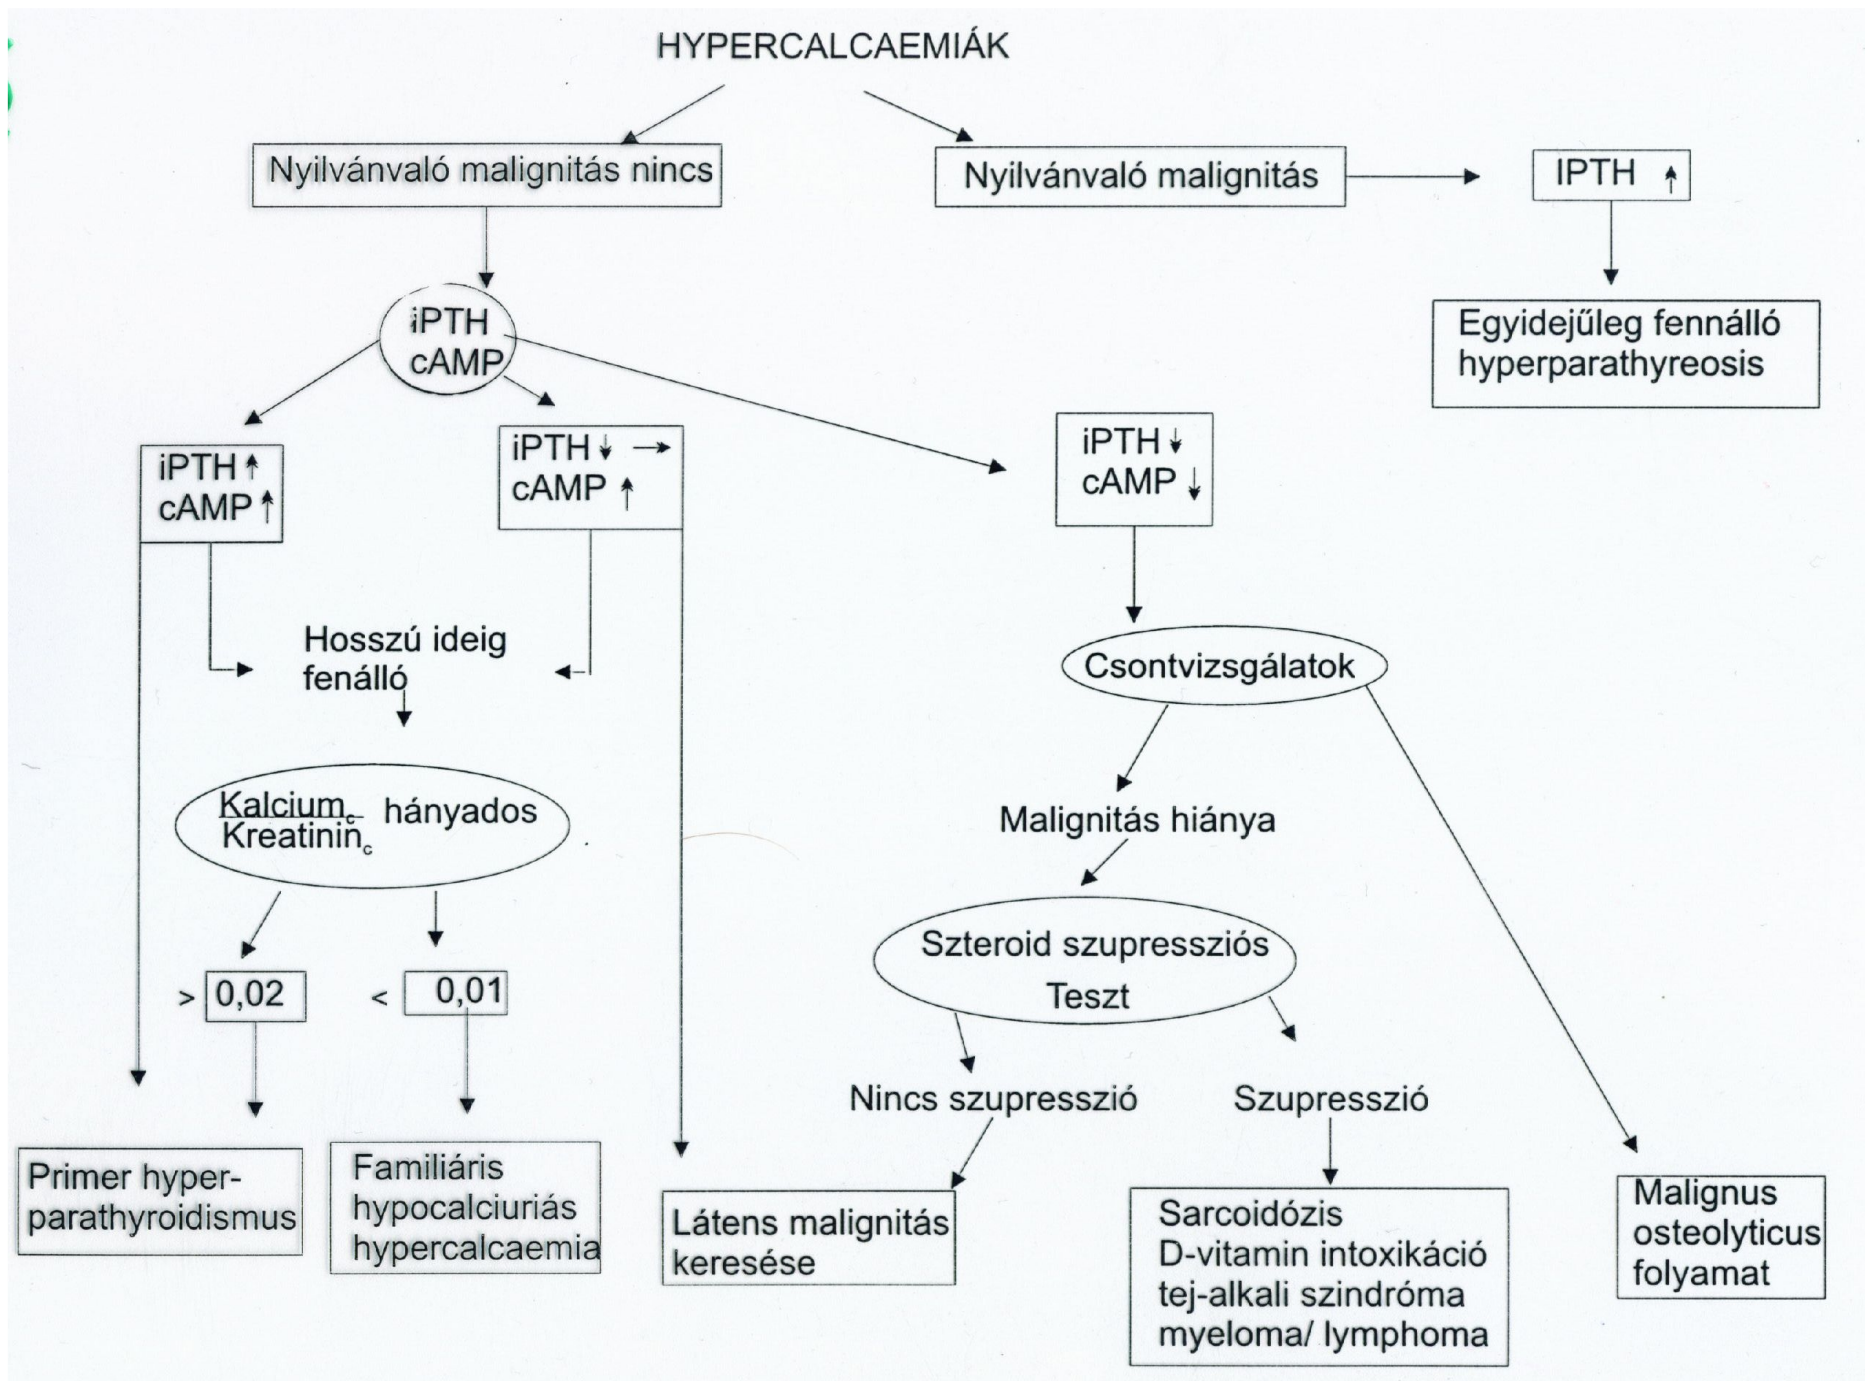 HYPERCALCAEMIÁK
Nyilvánvaló malignitás nincs
Nyilvánvaló malignitás
IPTH ↑
iPTH
cAMP
Egyidejűleg fennálló
hyperparathyreosis
iPTH ↑
cAMP ↑
iPTH ↓ →
cAMP ↑
iPTH ↓
cAMP ↓
Hosszú ideig
fenálló
Csontvizsgálatok
Kalcium c hányados
Kreatinin c
Malignitás hiánya
Szteroid szupressziós
Teszt
> 0,02
< 0,01
Nincs szupresszió
Szupresszió
Primer hyper-
parathyroidismus
Familiáris
hypocalciuriás
hypercalcaemia
Látens malignitás
keresése
Sarcoidózis
D-vitamin intoxikáció
tej-alkali szindróma
myeloma/ lymphoma
Malignus
osteolyticus
folyamat